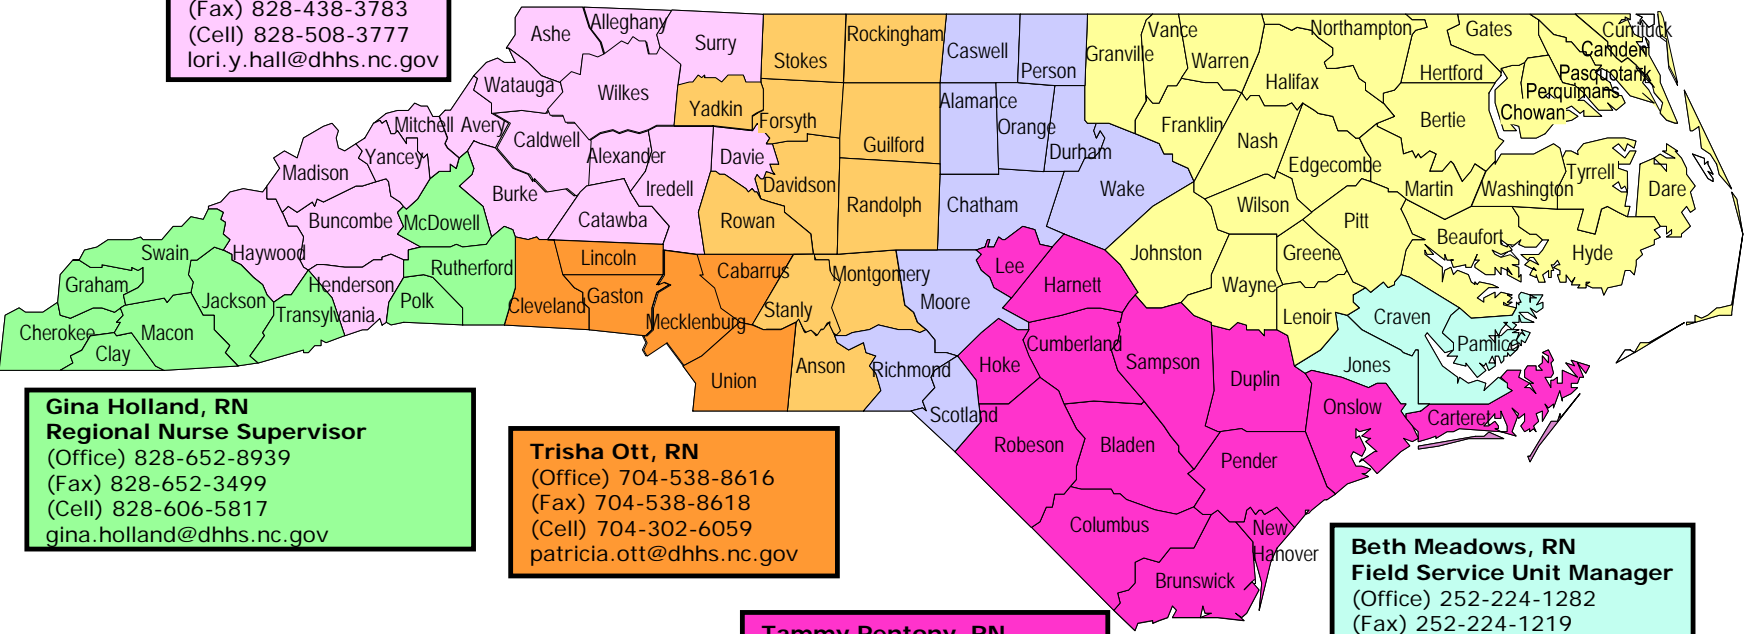 (Fax) 828-438-3783
(Cell) 828-508-3777
lori.y.hall@dhhs.nc.gov
Ashe
Alleghany
Surry
Stokes
Rockingham
Caswell
Person
Granville
Vance
Warren
Northampton
Gates
Currituck
Camden
Pasquotank
Perquimans
Chowan
Hertford
Halifax
Watauga
Wilkes
Yadkin
Forsyth
Guilford
Alamance
Orange
Durham
Franklin
Nash
Edgecombe
Bertie
Mitchell
Avery
Caldwell
Alexander
Davie
Iredell
Madison
Yancey
Burke
Catawba
Rowan
Davidson
Randolph
Chatham
Wake
Wilson
Martin
Washington
Tyrrell
Dare
Buncombe
McDowell
Haywood
Swain
Graham
Jackson
Henderson
Transylvania
Rutherford
Polk
Lincoln
Cleveland
Gaston
Cabarrus
Mecklenburg
Stanly
Montgomery
Moore
Lee
Harnett
Johnston
Wayne
Greene
Pitt
Beaufort
Hyde
Lenoir
Craven
Pamlico
Jones
Cherokee
Clay
Macon
Union
Anson
Richmond
Scotland
Hoke
Cumberland
Sampson
Duplin
Onslow
Carteret
Robeson
Bladen
Pender
Columbus
New
Hanover
Brunswick
Gina Holland, RN
Regional Nurse Supervisor
(Office) 828-652-8939
(Fax) 828-652-3499
(Cell) 828-606-5817
gina.holland@dhhs.nc.gov
Trisha Ott, RN
(Office) 704-538-8616
(Fax) 704-538-8618
(Cell) 704-302-6059
patricia.ott@dhhs.nc.gov
Tammy Pentony, RN
Beth Meadows, RN
Field Service Unit Manager
(Office) 252-224-1282
(Fax) 252-224-1219